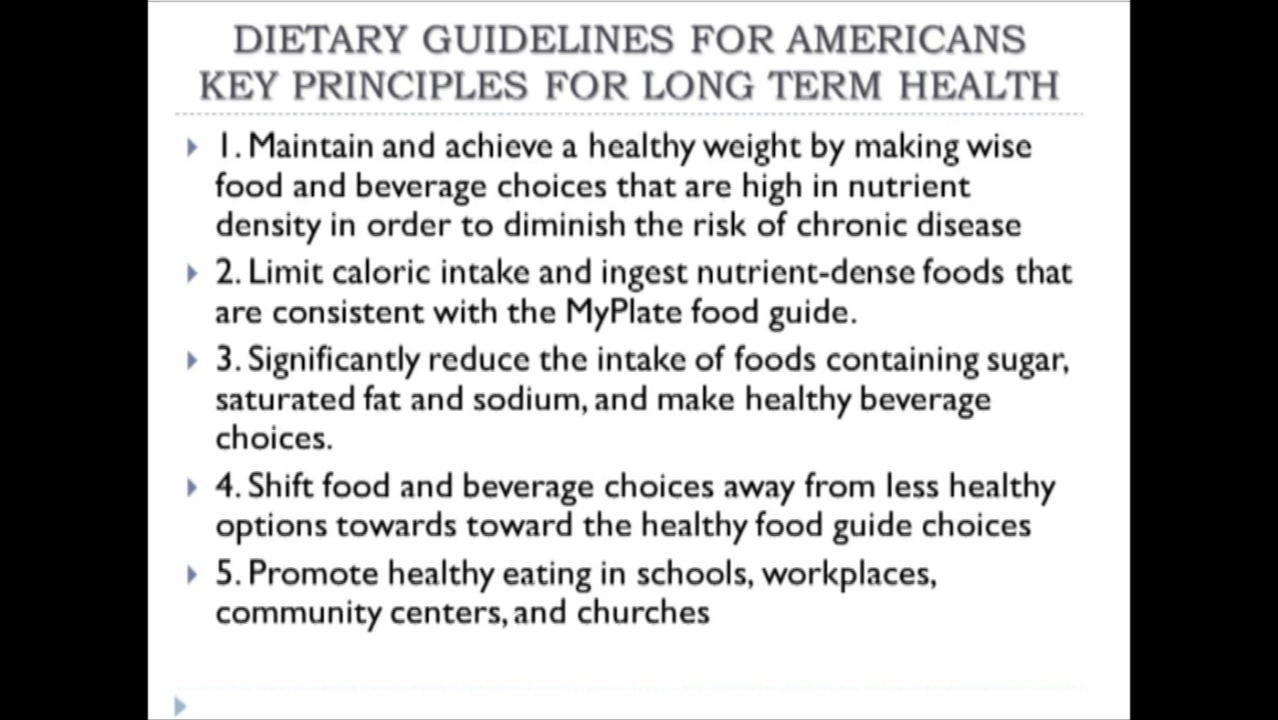 DIETARY GUIDELINES FOR AMERICANS
KEY PRINCIPLES FOR LONG TERM HEALTH
1. Maintain and achieve a healthy weight by making wise
food and beverage choices that are high in nutrient
density in order to diminish the risk of chronic disease
2. Limit caloric intake and ingest nutrient-dense foods that
are consistent with the MyPlate food guide.
3. Significantly reduce the intake of foods containing sugar,
saturated fat and sodium, and make healthy beverage
choices.
4. Shift food and beverage choices away from less healthy
options towards toward the healthy food guide choices
5. Promote healthy eating in schools, workplaces,
community centers, and churches